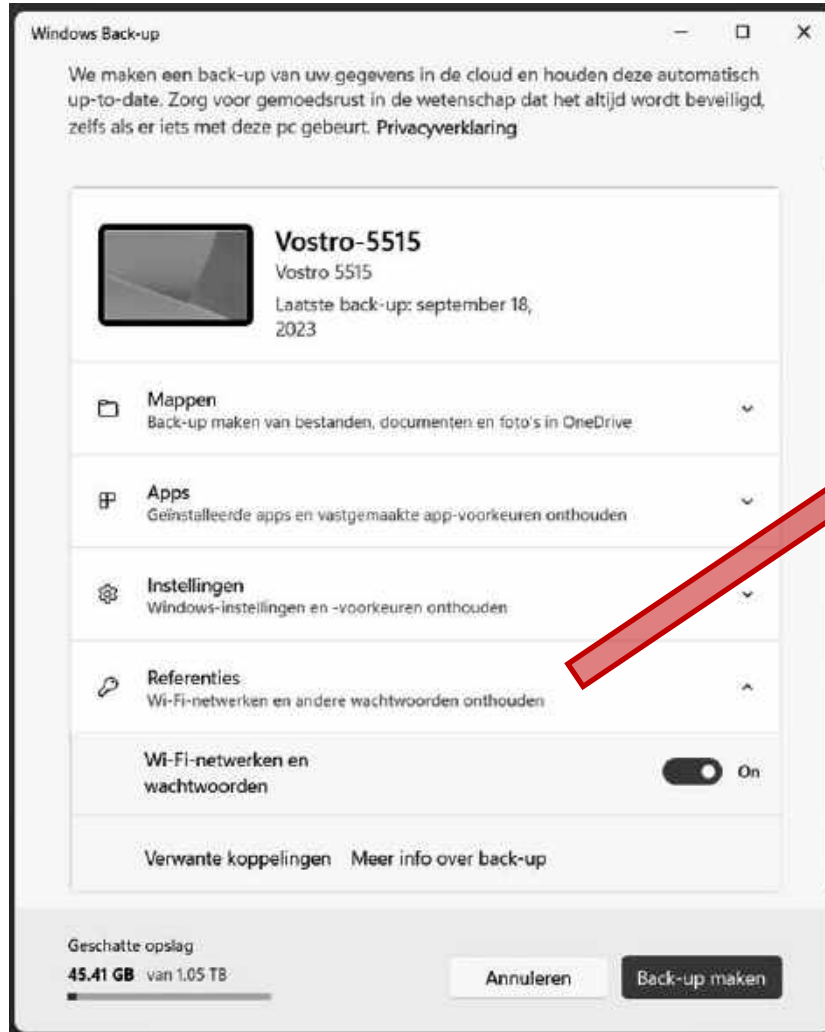 Windows Back-up
We maken een back-up van uw gegevens in de cloud en houden deze automatisch
up-to-date. Zorg voor gemoedsrust in de wetenschap dat het altijd wordt beveiligd,
zelfs als er iets met deze pc gebeurt. Privacyverklaring
Vostro-5515
Vostro 5515
Laatste back-up: september 18,
2023
Mappen
Back-up maken van bestanden, documenten en foto's in OneDrive
Apps
Geïnstalleerde apps en vastgemaakte app-voorkeuren onthouden
Instellingen
Windows-instellingen en -voorkeuren onthouden
Referenties
Wi-Fi-netwerken en andere wachtwoorden onthouden
Wi-Fi-netwerken en
wachtwoorden
On
Verwante koppelingen Meer info over back-up
Geschatte opslag
45.41 GB van 1.05 TB
Annuleren
Back-up maken